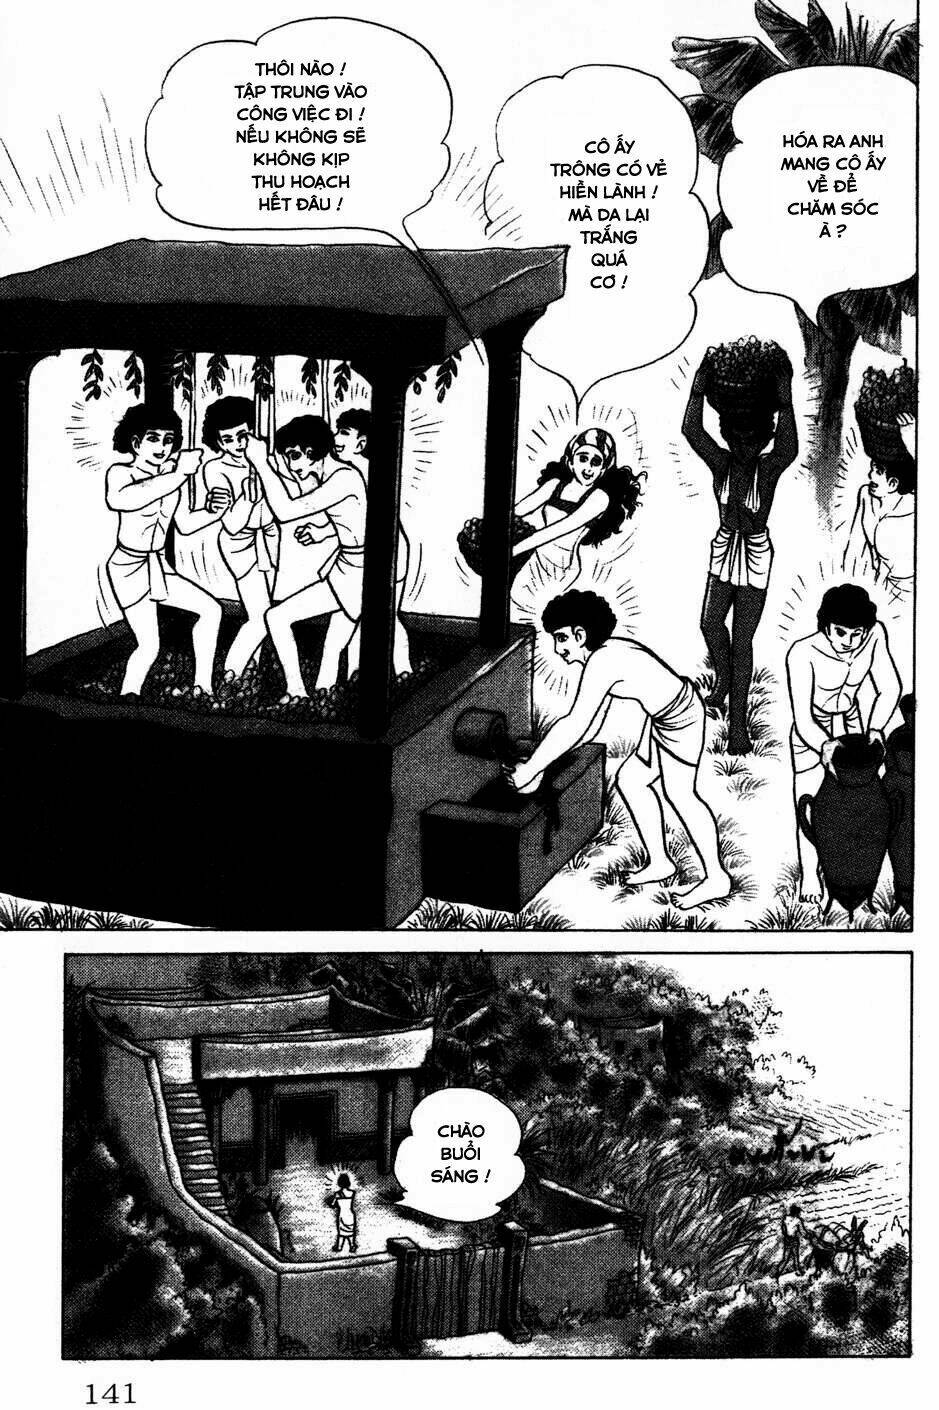 HÓA RA ANH
MANG CÔ ẤY
VỀ ĐỂ
CHĂM SÓC
À ?
CÔ ẤY
TRÔNG CÓ VẺ
HIỀN LÀNH !
MÀ DA LẠI
TRẮNG
QUÁ
CƠ !
THÔI NÀO !
TẬP TRUNG VÀO
CÔNG VIỆC ĐI !
NẾU KHÔNG SẼ
KHÔNG KỊP
THU HOẠCH
HẾT ĐÂU !
CHÀO
BUỔI
SÁNG !
141